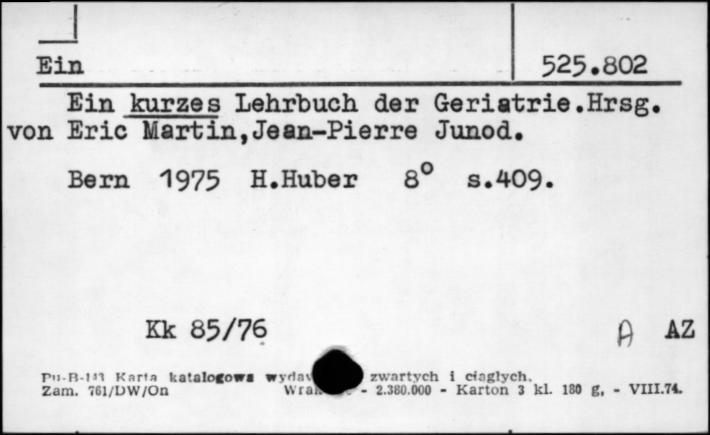 Ein 525.802
Ein kurzes Lehrbuch der Geriatrie.Hrsg.
von Eric Martin,Jean-Pierre Junod.
Bern 1975 H.Huber 8° s.409.
Kk 85/76 A AZ
Pu-B-143 Karta katalogowa zwartych i ciągłych.
Zam. 761/DW/On - 2.380.000 - Karton 3 kl. 180 g, - VIII.74.